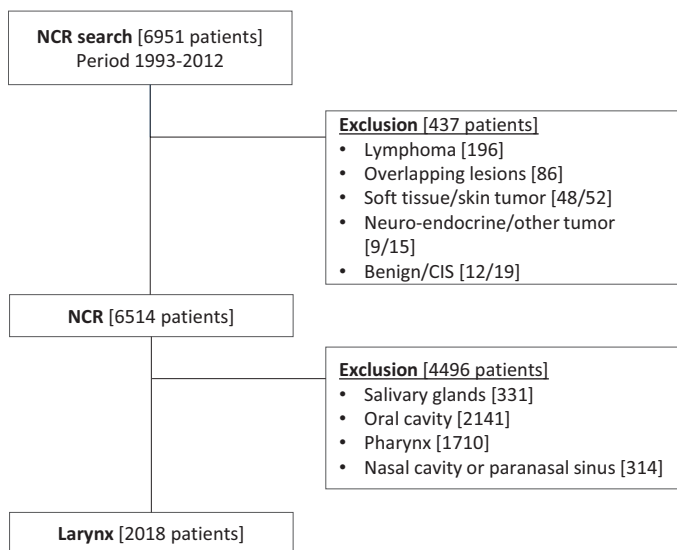 NCR search [6951 patients]
Period 1993-2012
Exclusion [437 patients]
• Lymphoma [196]
• Overlapping lesions [86]
• Soft tissue/skin tumor [48/52]
• Neuro-endocrine/other tumor
[9/15]
• Benign/CIS [12/19]
NCR [6514 patients]
Exclusion [4496 patients]
• Salivary glands [331]
• Oral cavity [2141]
• Pharynx [1710]
• Nasal cavity or paranasal sinus [314]
Larynx [2018 patients]